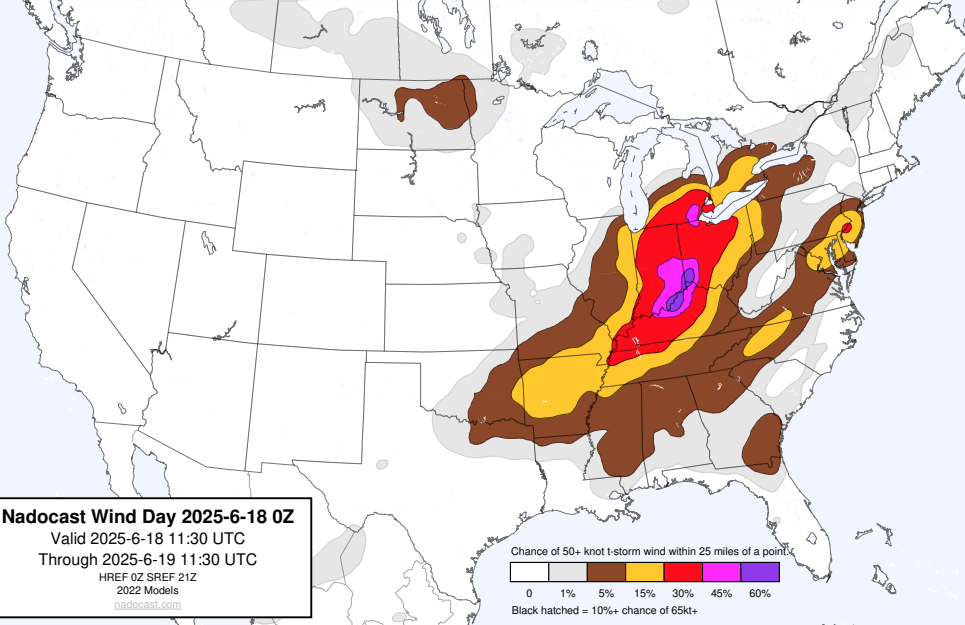 Nadocast Wind Day 2025-6-18 0Z
Valid 2025-6-18 11:30 UTC
Through 2025-6-19 11:30 UTC
HREF 0Z SREF 21Z
2022 Models
nadocast.com
Chance of 50+ knot t-storm wind within 25 miles of a point.
0 1% 5% 15% 30% 45% 60%
Black hatched = 10%+ chance of 65kt+